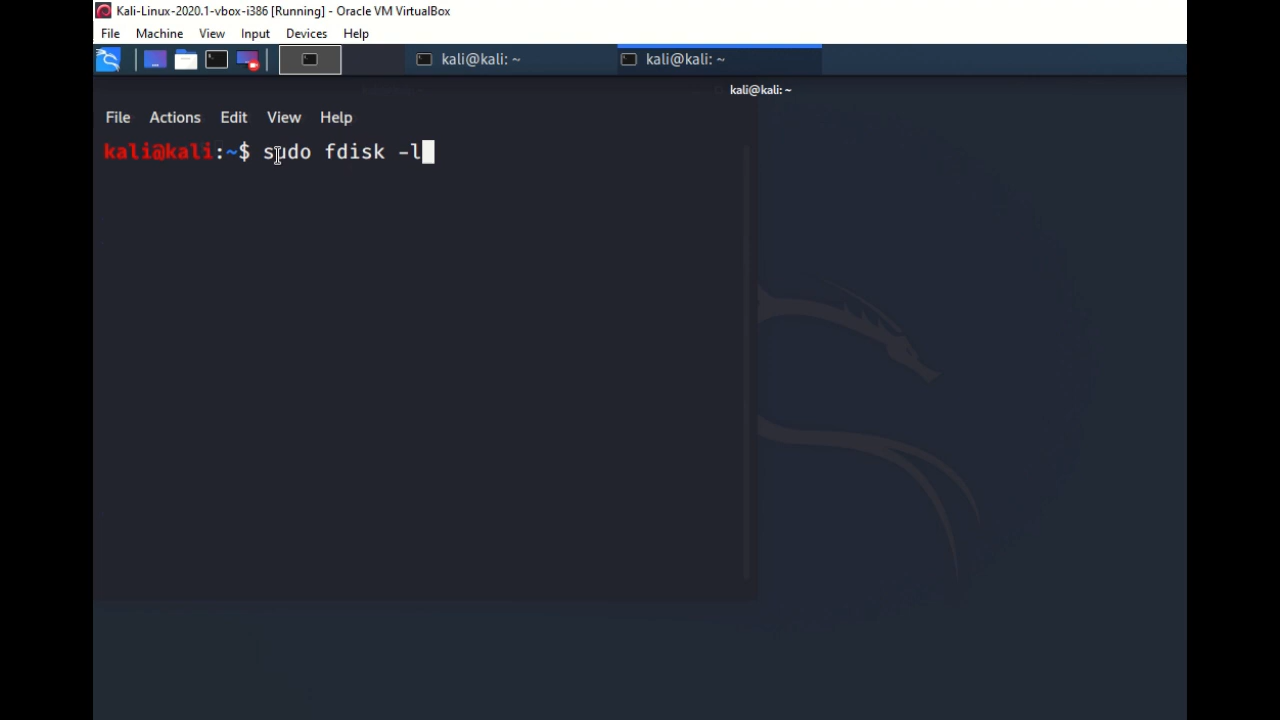 Kali-Linux-2020.1-vbox-i386 [Running] - Oracle VM VirtualBox
File Machine View Input Devices Help
kali@kali: ~ kali@kali: ~
kali@kali: ~
File Actions Edit View Help
kali@kali:~$ sudo fdisk -l